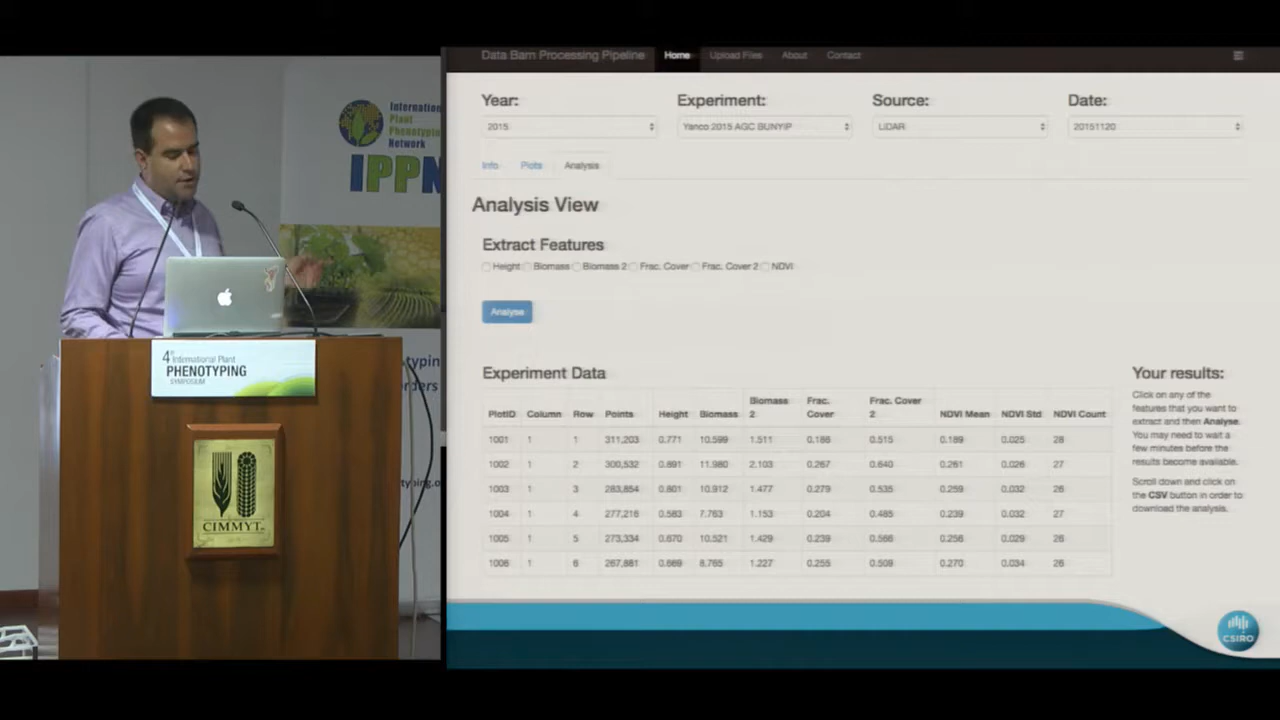 International
Plant
Phenotyping
Network
IPPN
4th International Plant
PHENOTYPING
SYMPOSIUM
CIMMYT
Data Barn Processing Pipeline Home Upload Files About Contact
Year: Experiment: Source: Date:
2015 Yanco 2015 AGC BUNYIP LiDAR 20151120
Info Plots Analysis
Analysis View
Extract Features
Height Biomass Biomass 2 Frac. Cover Frac. Cover 2 NDVI
Analyse
Experiment Data
PlotID Column Row Points Height Biomass Biomass 2 Frac. Cover Frac. Cover 2 NDVI Mean NDVI Std NDVI Count
1001 1 1 311,203 0.771 10.599 1.511 0.186 0.515 0.189 0.025 28
1002 1 2 300,532 0.891 11.980 2.103 0.267 0.640 0.261 0.026 27
1003 1 3 283,854 0.801 10.912 1.477 0.279 0.535 0.259 0.032 26
1004 1 4 277,216 0.583 7.763 1.153 0.204 0.485 0.239 0.032 27
1005 1 5 273,334 0.670 10.521 1.429 0.239 0.566 0.256 0.029 26
1006 1 6 267,881 0.669 8.765 1.227 0.255 0.509 0.270 0.034 26
Your results:
Click on any of the
features that you want to
extract and then Analyse.
You may need to wait a
few minutes before the
results become available.
Scroll down and click on
the CSV button in order to
download the analysis.
CSIRO